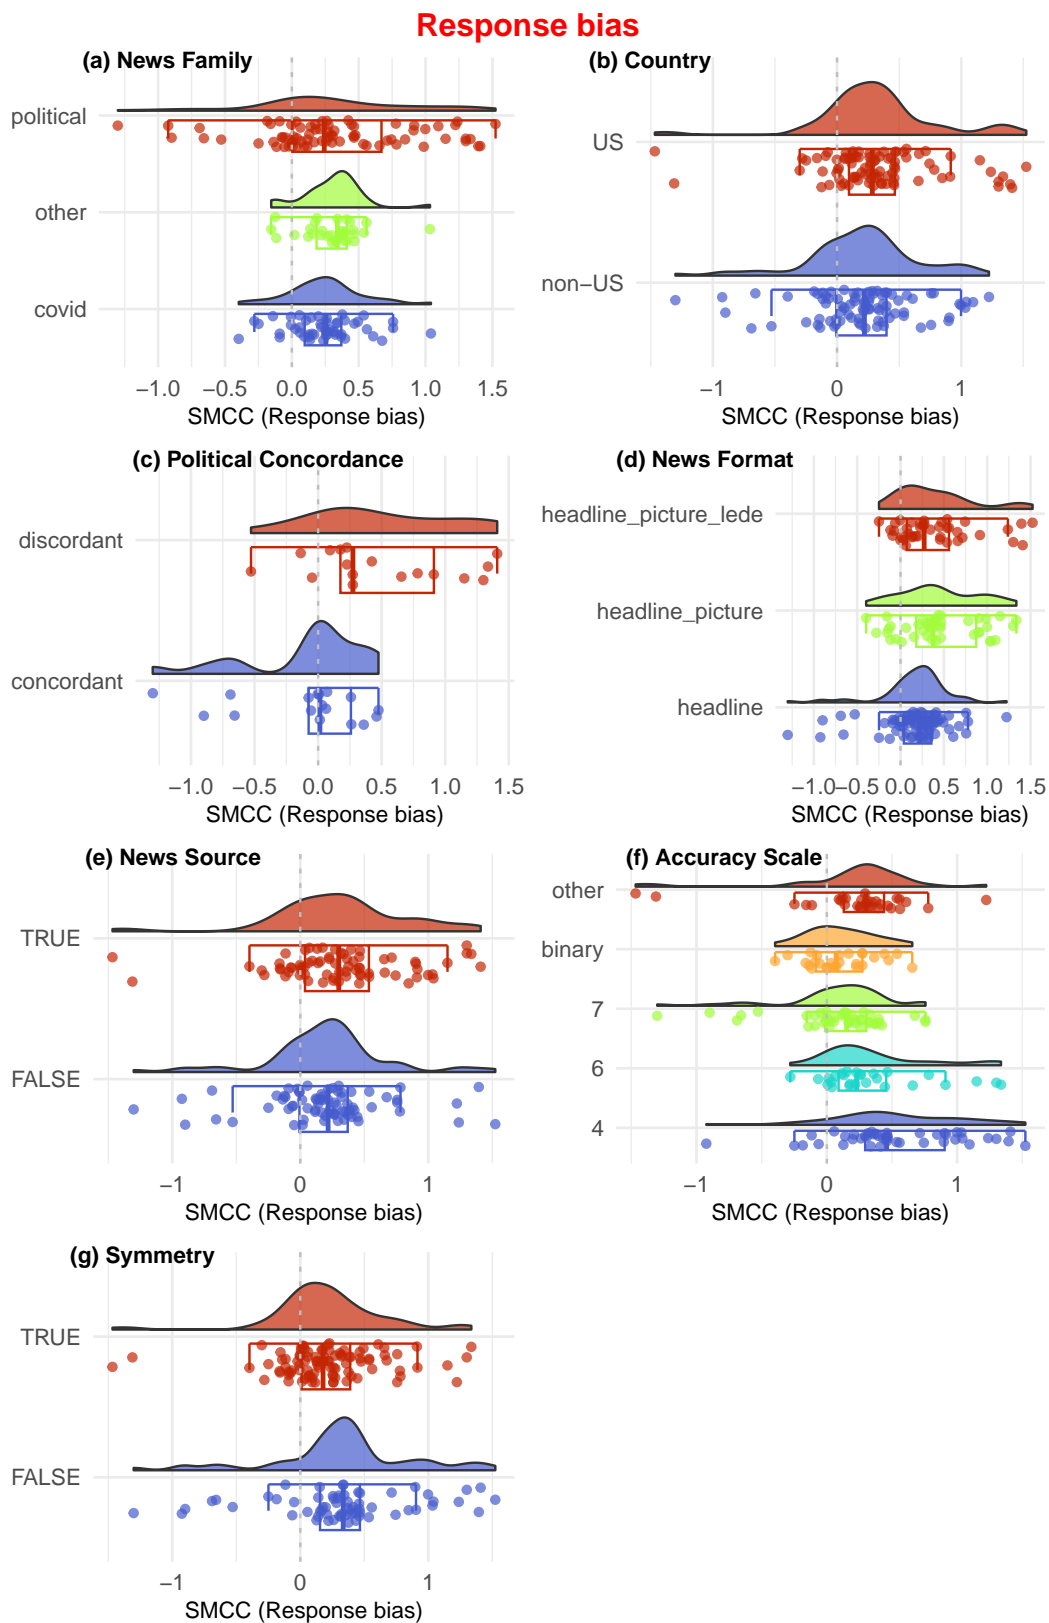 Response bias
(a) News Family
political
other
covid
−1.0 −0.5 0.0 0.5 1.0 1.5
SMCC (Response bias)
(b) Country
US
non−US
−1 0 1
SMCC (Response bias)
(c) Political Concordance
discordant
concordant
−1.0 −0.5 0.0 0.5 1.0 1.5
SMCC (Response bias)
(d) News Format
headline_picture_lede
headline_picture
headline
−1.0−0.5 0.0 0.5 1.0 1.5
SMCC (Response bias)
(e) News Source
TRUE
FALSE
−1 0 1
SMCC (Response bias)
(f) Accuracy Scale
other
binary
7
6
4
−1 0 1
SMCC (Response bias)
(g) Symmetry
TRUE
FALSE
−1 0 1
SMCC (Response bias)